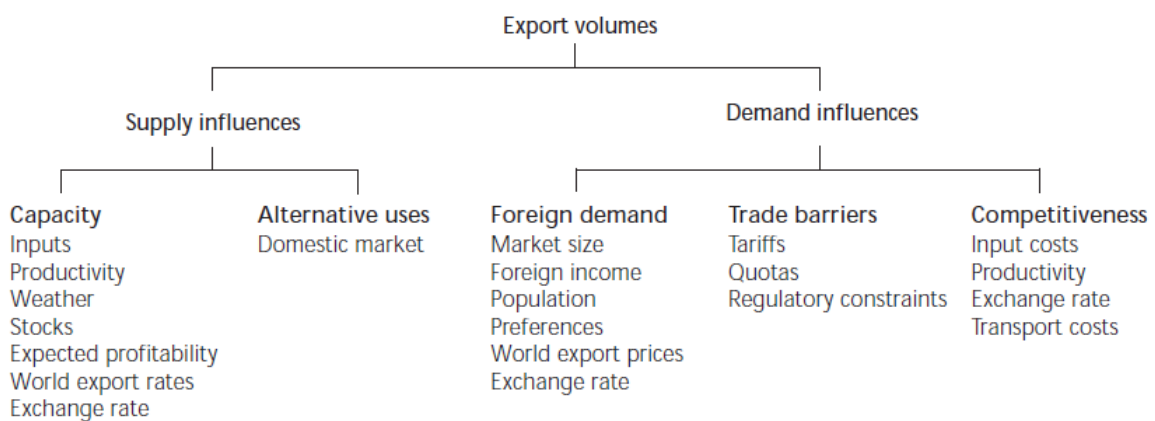 Export volumes
Supply influences
Demand influences
Capacity
Inputs
Productivity
Weather
Stocks
Expected profitability
World export rates
Exchange rate
Alternative uses
Domestic market
Foreign demand
Market size
Foreign income
Population
Preferences
World export prices
Exchange rate
Trade barriers
Tariffs
Quotas
Regulatory constraints
Competitiveness
Input costs
Productivity
Exchange rate
Transport costs